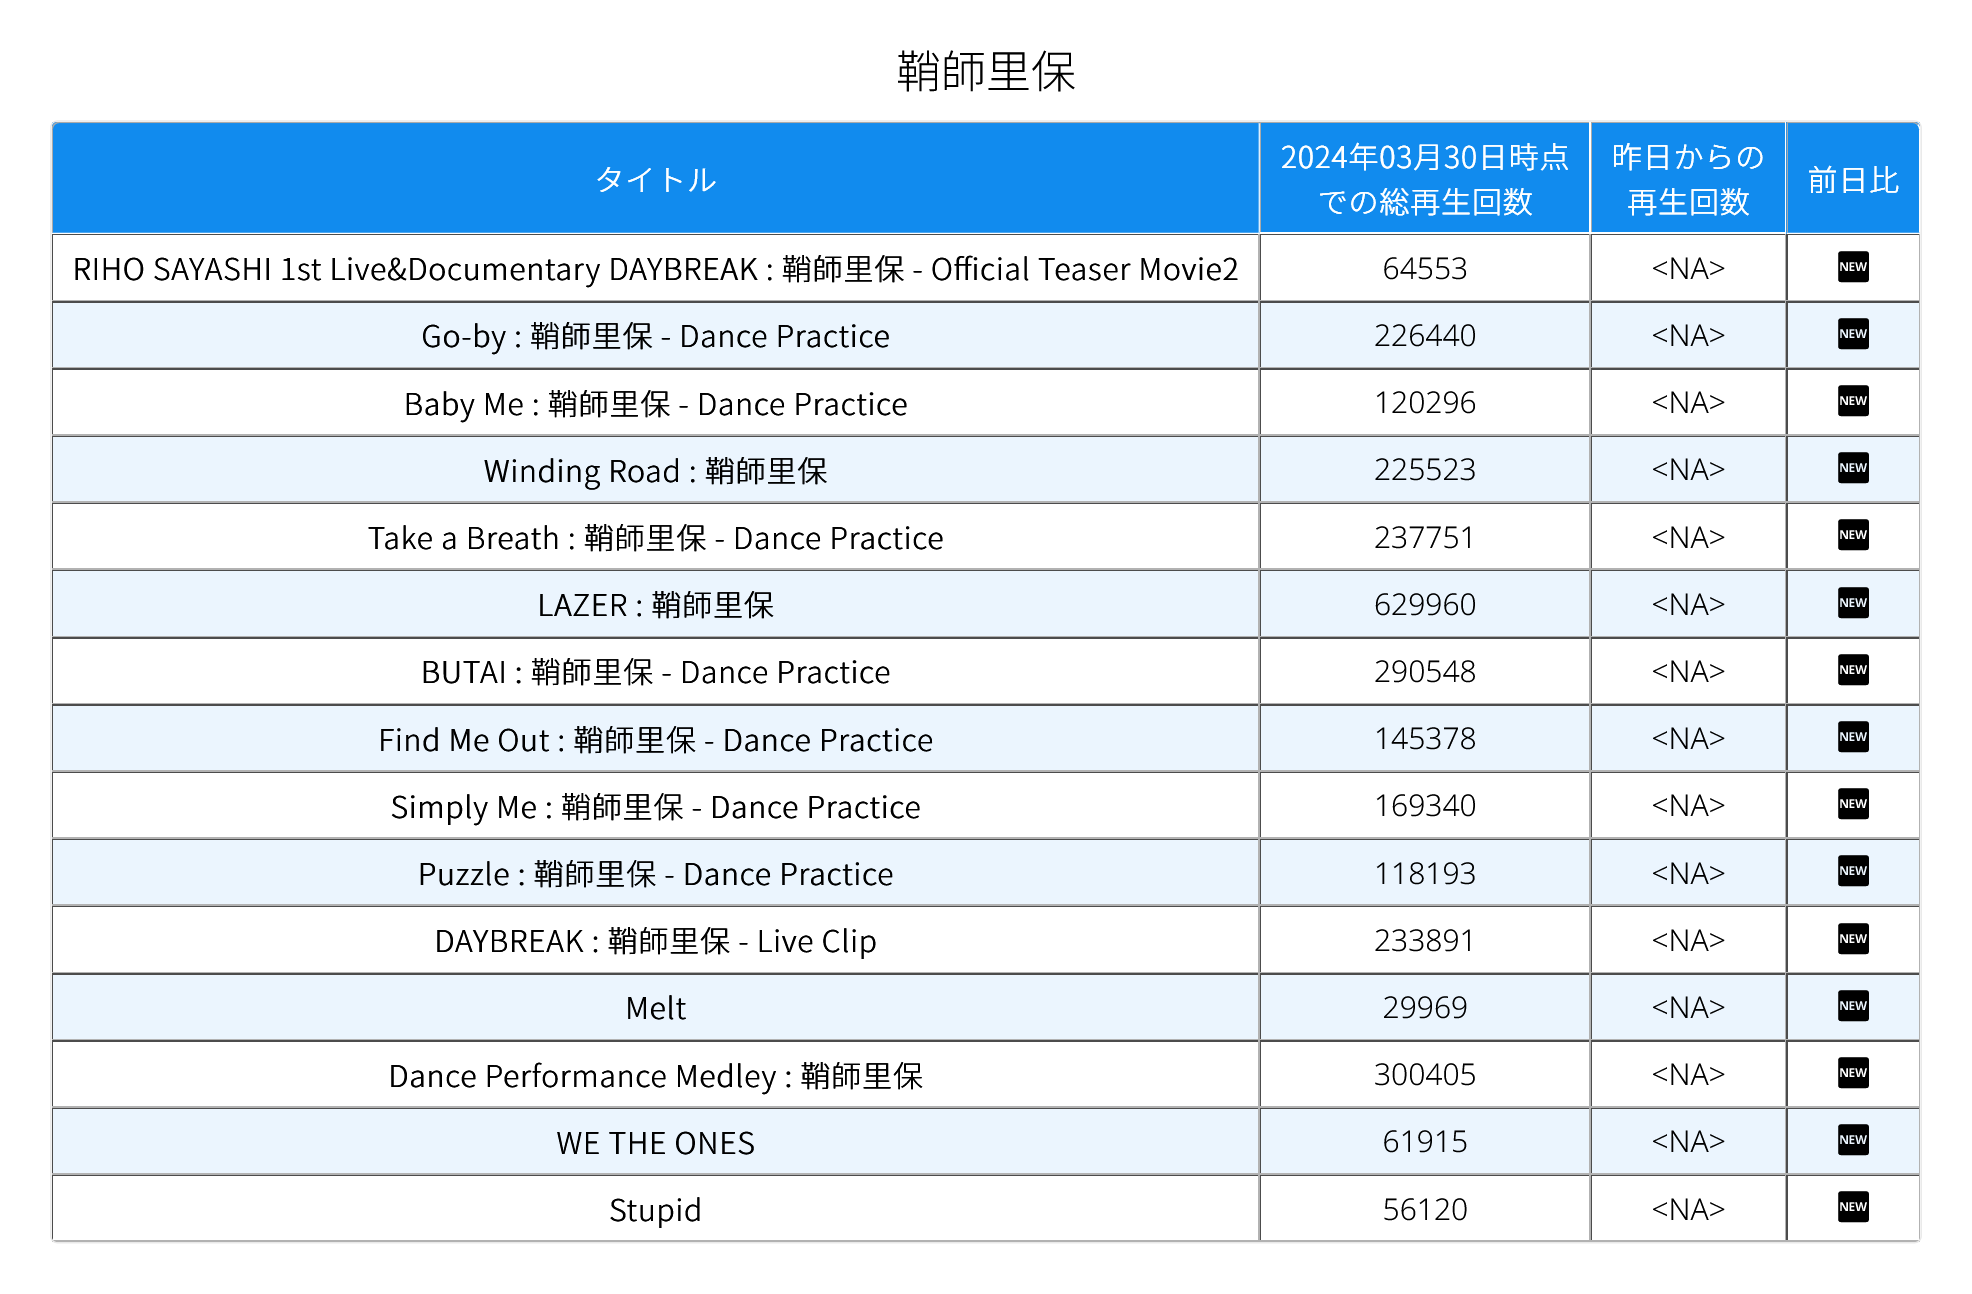 鞘師里保
タイトル 2024年03月30日時点での総再生回数 昨日からの再生回数 前日比
RIHO SAYASHI 1st Live&Documentary DAYBREAK : 鞘師里保 - Official Teaser Movie2 64553 <NA> NEW
Go-by : 鞘師里保 - Dance Practice 226440 <NA> NEW
Baby Me : 鞘師里保 - Dance Practice 120296 <NA> NEW
Winding Road : 鞘師里保 225523 <NA> NEW
Take a Breath : 鞘師里保 - Dance Practice 237751 <NA> NEW
LAZER : 鞘師里保 629960 <NA> NEW
BUTAI : 鞘師里保 - Dance Practice 290548 <NA> NEW
Find Me Out : 鞘師里保 - Dance Practice 145378 <NA> NEW
Simply Me : 鞘師里保 - Dance Practice 169340 <NA> NEW
Puzzle : 鞘師里保 - Dance Practice 118193 <NA> NEW
DAYBREAK : 鞘師里保 - Live Clip 233891 <NA> NEW
Melt 29969 <NA> NEW
Dance Performance Medley : 鞘師里保 300405 <NA> NEW
WE THE ONES 61915 <NA> NEW
Stupid 56120 <NA> NEW